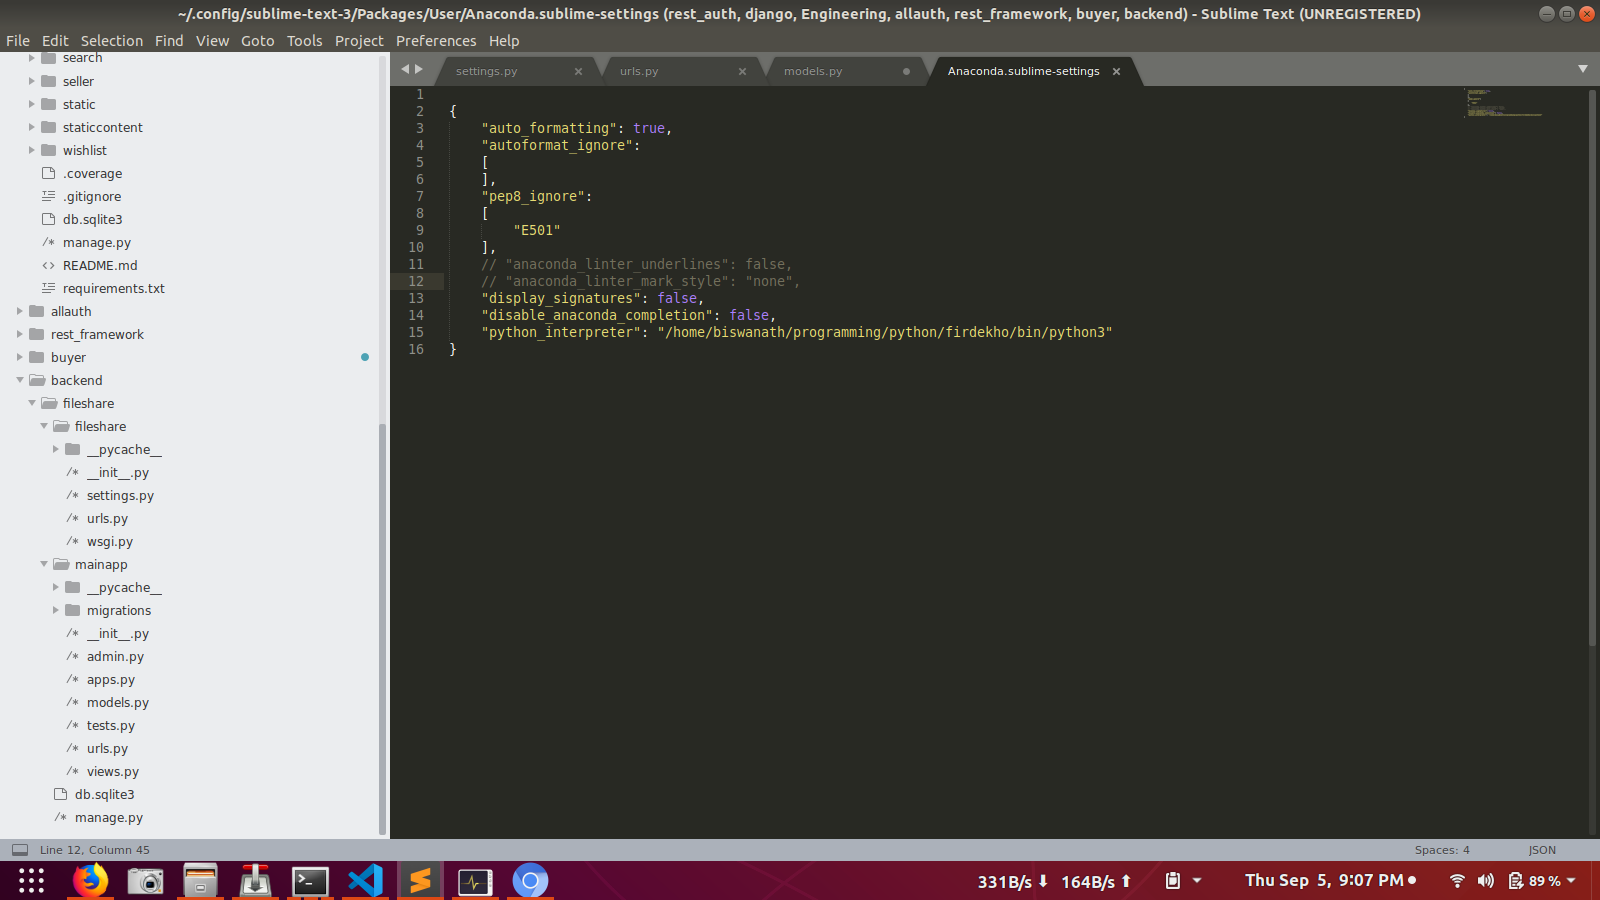 ~/.config/sublime-text-3/Packages/User/Anaconda.sublime-settings (rest_auth, django, Engineering, allauth, rest_framework, buyer, backend) - Sublime Text (UNREGISTERED)
File Edit Selection Find View Goto Tools Project Preferences Help
search
seller
static
staticcontent
wishlist
.coverage
.gitignore
db.sqlite3
manage.py
README.md
requirements.txt
allauth
rest_framework
buyer
backend
fileshare
fileshare
__pycache__
__init__.py
settings.py
urls.py
wsgi.py
mainapp
__pycache__
migrations
__init__.py
admin.py
apps.py
models.py
tests.py
urls.py
views.py
db.sqlite3
manage.py
settings.py urls.py models.py Anaconda.sublime-settings
1
2 {
3 "auto_formatting": true,
4 "autoformat_ignore":
5 [
6 ],
7 "pep8_ignore":
8 [
9 "E501"
10 ],
11 // "anaconda_linter_underlines": false,
12 // "anaconda_linter_mark_style": "none",
13 "display_signatures": false,
14 "disable_anaconda_completion": false,
15 "python_interpreter": "/home/biswanath/programming/python/firdekho/bin/python3"
16 }
Line 12, Column 45 Spaces: 4 JSON
331B/s 164B/s Thu Sep 5, 9:07 PM 89 %